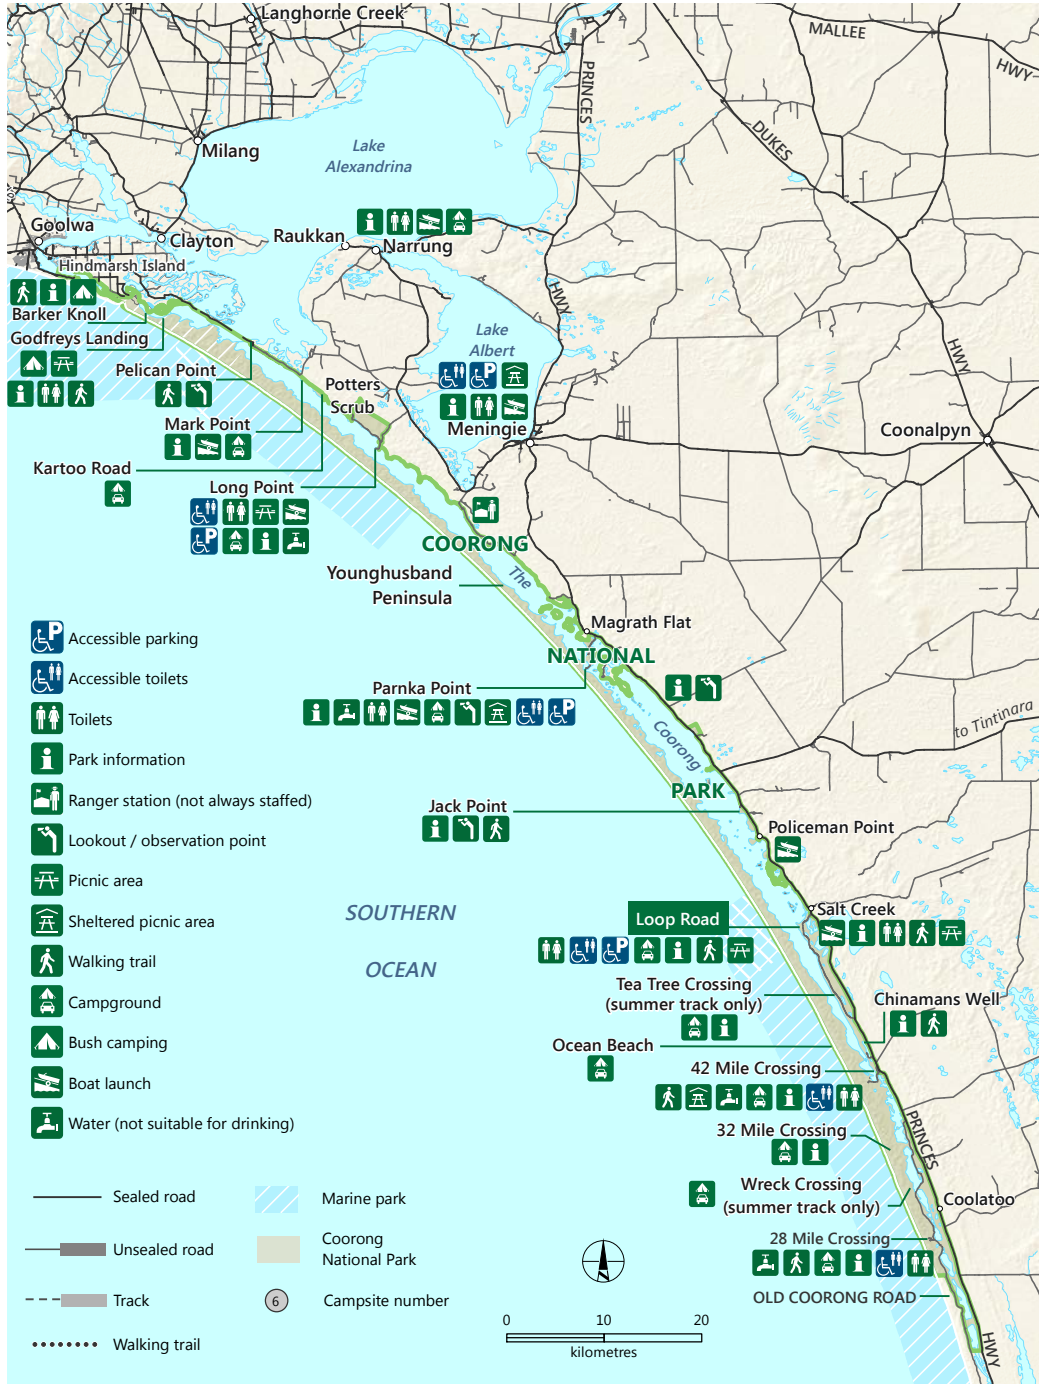 Langhorne Creek
MALLEE
HWY
PRINCES
DUKES
Milang
Lake
Alexandrina
Goolwa
Clayton
Raukkan
Narrung
Hindmarsh Island
HWY
HWY
Barker Knoll
Godfreys Landing
Lake
Albert
Pelican Point
Potters
Scrub
Mark Point
Meningie
Coonalpyn
Kartoo Road
Long Point
COORONG
Younghusband
Peninsula
The
Magrath Flat
NATIONAL
Parnka Point
Coorong
to Tintinara
PARK
Jack Point
Policeman Point
SOUTHERN
OCEAN
Loop Road
Salt Creek
Tea Tree Crossing
(summer track only)
Chinamans Well
Ocean Beach
42 Mile Crossing
PRINCES
32 Mile Crossing
Wreck Crossing
(summer track only)
Coolatoo
28 Mile Crossing
OLD COORONG ROAD
HWY
Accessible parking
Accessible toilets
Toilets
Park information
Ranger station (not always staffed)
Lookout / observation point
Picnic area
Sheltered picnic area
Walking trail
Campground
Bush camping
Boat launch
Water (not suitable for drinking)
Sealed road
Marine park
Unsealed road
Coorong
National Park
Track
6
Campsite number
Walking trail
0 10 20
kilometres